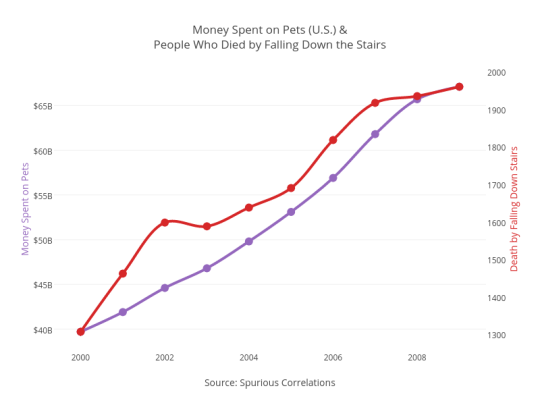 Money Spent on Pets (U.S.) &
People Who Died by Falling Down the Stairs
Money Spent on Pets
$65B
$60B
$55B
$50B
$45B
$40B
2000
1900
1800
1700
1600
1500
1400
1300
Death by Falling Down Stairs
2000
2002
2004
2006
2008
Source: Spurious Correlations